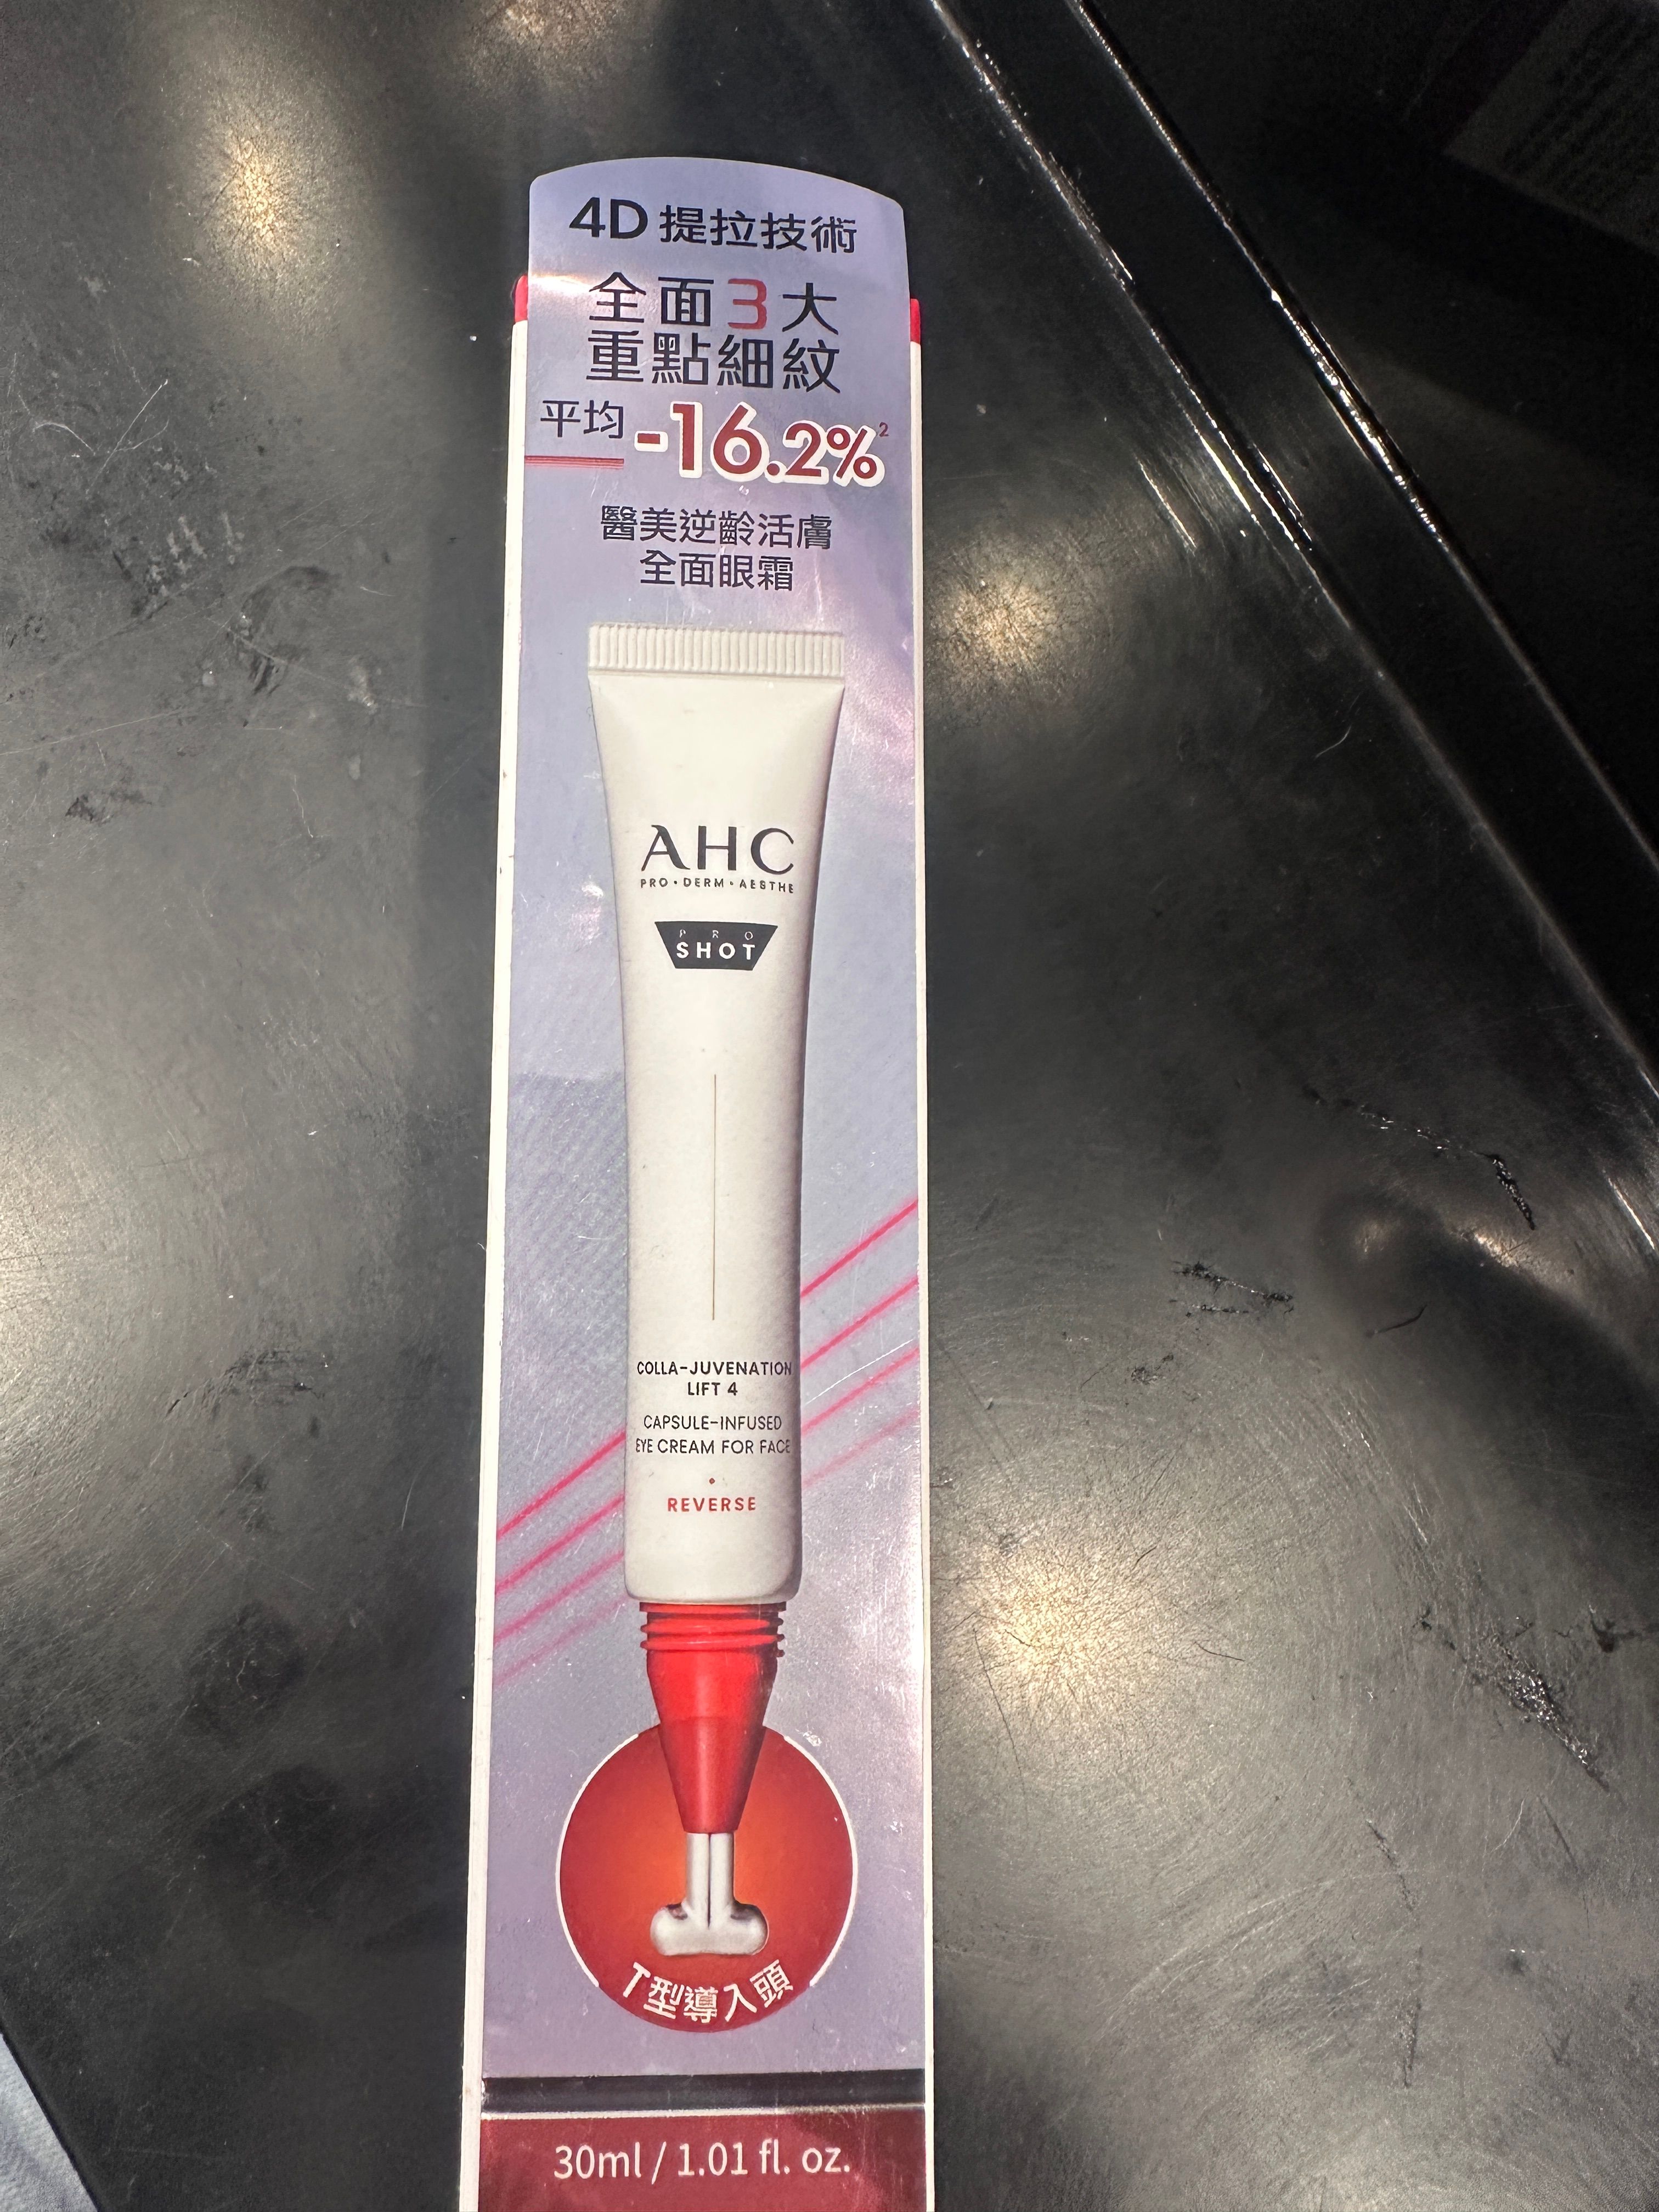 4D 提拉技術
全面3大
重點細紋
平均 -16.2%²
醫美逆齡活膚
全面眼霜
AHC
PRO・DERM・AESTHE
PRO
SHOT
COLLA-JUVENATION
LIFT 4
CAPSULE-INFUSED
EYE CREAM FOR FACE
REVERSE
T型導入頭
30ml / 1.01 fl. oz.